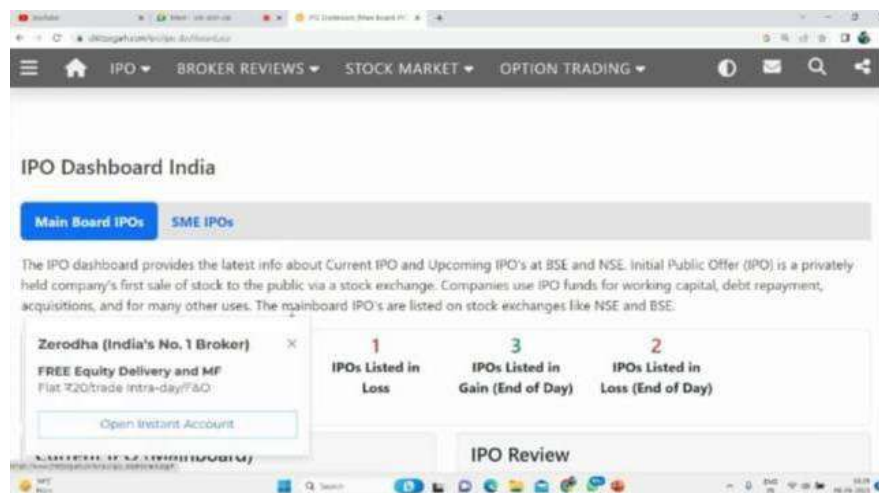 IPO
BROKER REVIEWS
STOCK MARKET
OPTION TRADING
IPO Dashboard India
Main Board IPOs
SME IPOs
The IPO dashboard provides the latest info about Current IPO and Upcoming IPO's at BSE and NSE. Initial Public Offer (IPO) is a privately
held company's first sale of stock to the public via a stock exchange. Companies use IPO funds for working capital, debt repayment,
acquisitions, and for many other uses. The mainboard IPO's are listed on stock exchanges like NSE and BSE.
Zerodha (India's No. 1 Broker)
FREE Equity Delivery and MF
Flat ₹20/trade Intra-day/F&O
Open Instant Account
1
IPOs Listed in
Loss
3
IPOs Listed in
Gain (End of Day)
2
IPOs Listed in
Loss (End of Day)
Current IPO (Mainboard)
IPO Review
Search